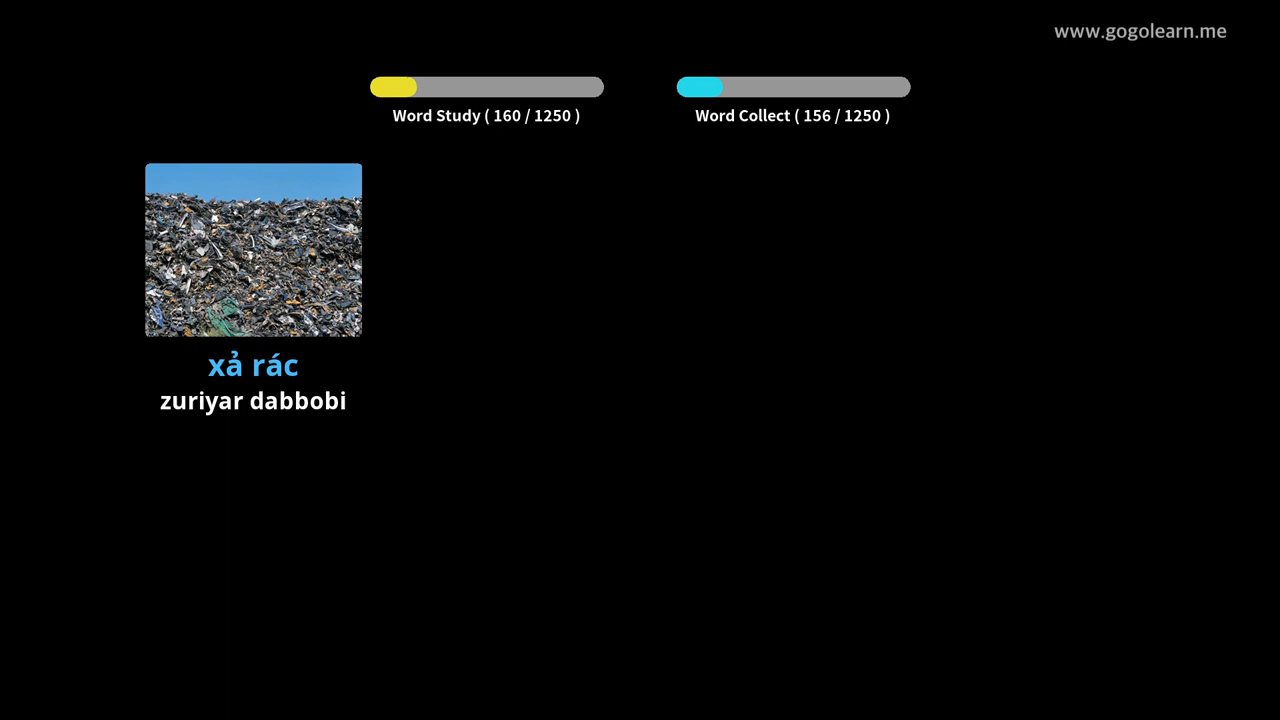 www.gogolearn.me
Word Study ( 160 / 1250 )
Word Collect ( 156 / 1250 )
xả rác
zuriyar dabbobi